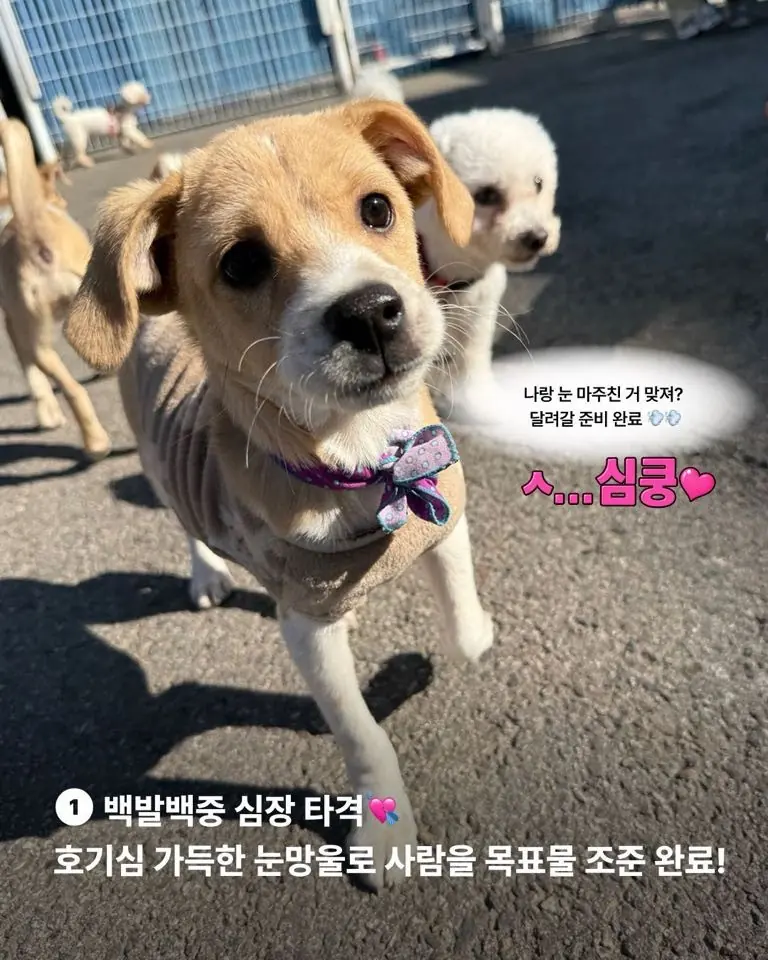 나랑 눈 마주친 거 맞져?
달려갈 준비 완료 💨💨
ㅅ...심쿵💕
1 백발백중 심장 타격💘
호기심 가득한 눈망울로 사람을 목표물 조준 완료!